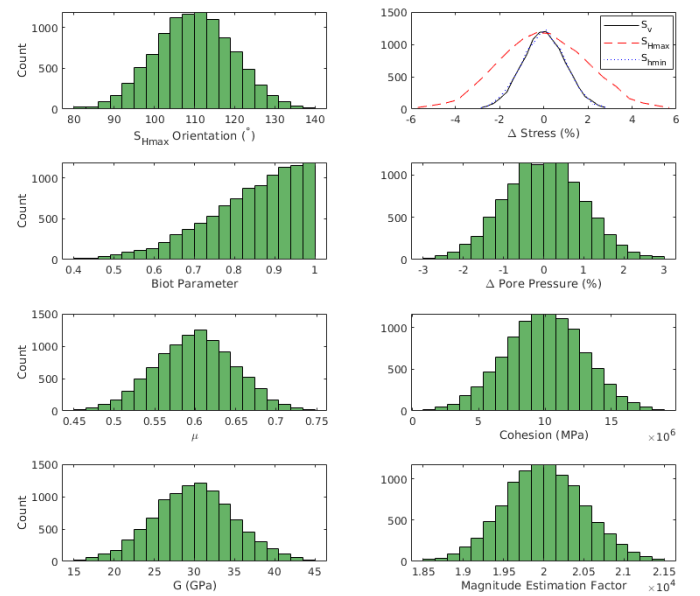 Count
1000
500
0
80 90 100 110 120 130 140
S_Hmax Orientation (°)
1500
1000
500
0
-6 -4 -2 0 2 4 6
Δ Stress (%)
S_v
S_Hmax
S_hmin
Count
1000
500
0
0.4 0.5 0.6 0.7 0.8 0.9 1
Biot Parameter
1000
500
0
-3 -2 -1 0 1 2 3
Δ Pore Pressure (%)
Count
1500
1000
500
0
0.45 0.5 0.55 0.6 0.65 0.7 0.75
μ
1000
500
0
0 5 10 15
Cohesion (MPa)
×10^6
Count
1500
1000
500
0
15 20 25 30 35 40 45
G (GPa)
1000
500
0
1.85 1.9 1.95 2 2.05 2.1 2.15
Magnitude Estimation Factor
×10^4